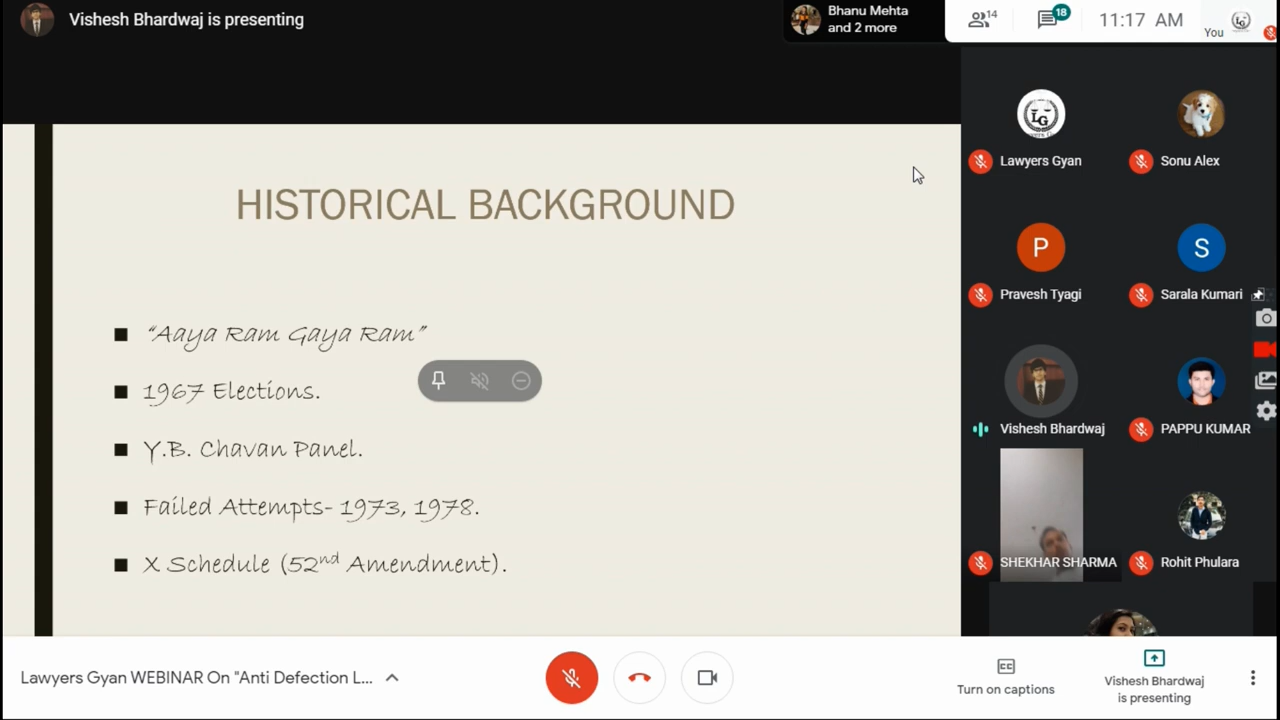 Vishesh Bhardwaj is presenting
Bhanu Mehta
and 2 more
14
18
11:17 AM
You
LG
Lawyers Gyan
Sonu Alex
HISTORICAL BACKGROUND
P
Pravesh Tyagi
S
Sarala Kumari
"Aaya Ram Gaya Ram"
1967 Elections.
Y.B. Chavan Panel.
Failed Attempts- 1973, 1978.
X Schedule (52nd Amendment).
Vishesh Bhardwaj
PAPPU KUMAR
SHEKHAR SHARMA
Rohit Phulara
Lawyers Gyan WEBINAR On "Anti Defection L...
CC
Turn on captions
Vishesh Bhardwaj
is presenting